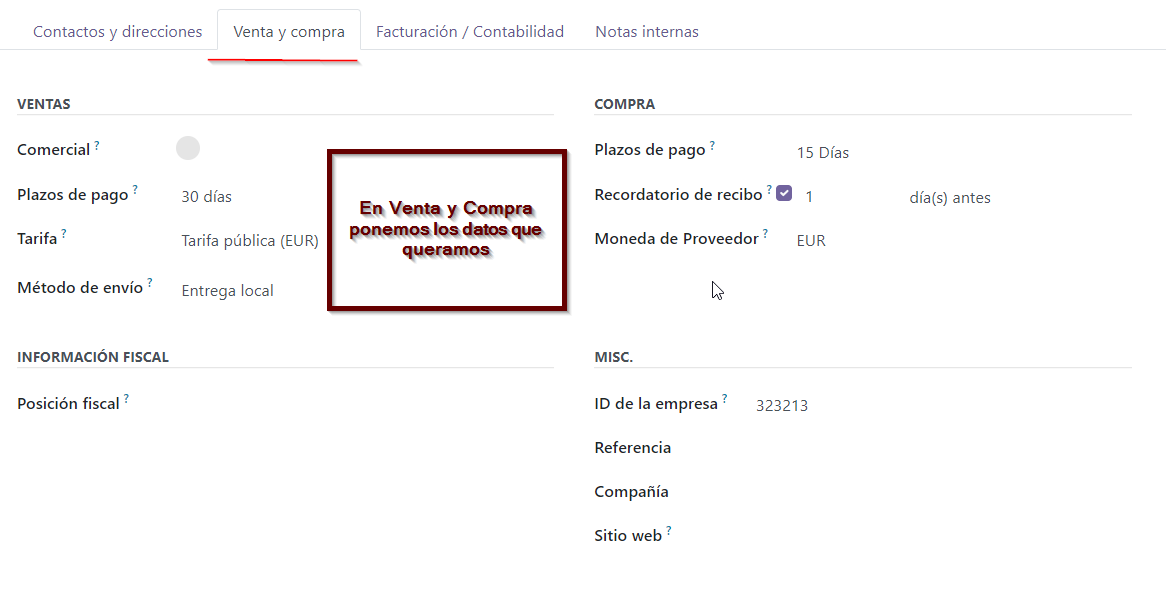 Contactos y direcciones Venta y compra Facturación / Contabilidad Notas internas
VENTAS
Comercial ?
Plazos de pago ? 30 días
Tarifa ? Tarifa pública (EUR)
Método de envío ? Entrega local
En Venta y Compra
ponemos los datos que
queramos
COMPRA
Plazos de pago ? 15 Días
Recordatorio de recibo ? 1 día(s) antes
Moneda de Proveedor ? EUR
INFORMACIÓN FISCAL
Posición fiscal ?
MISC.
ID de la empresa ? 323213
Referencia
Compañía
Sitio web ?